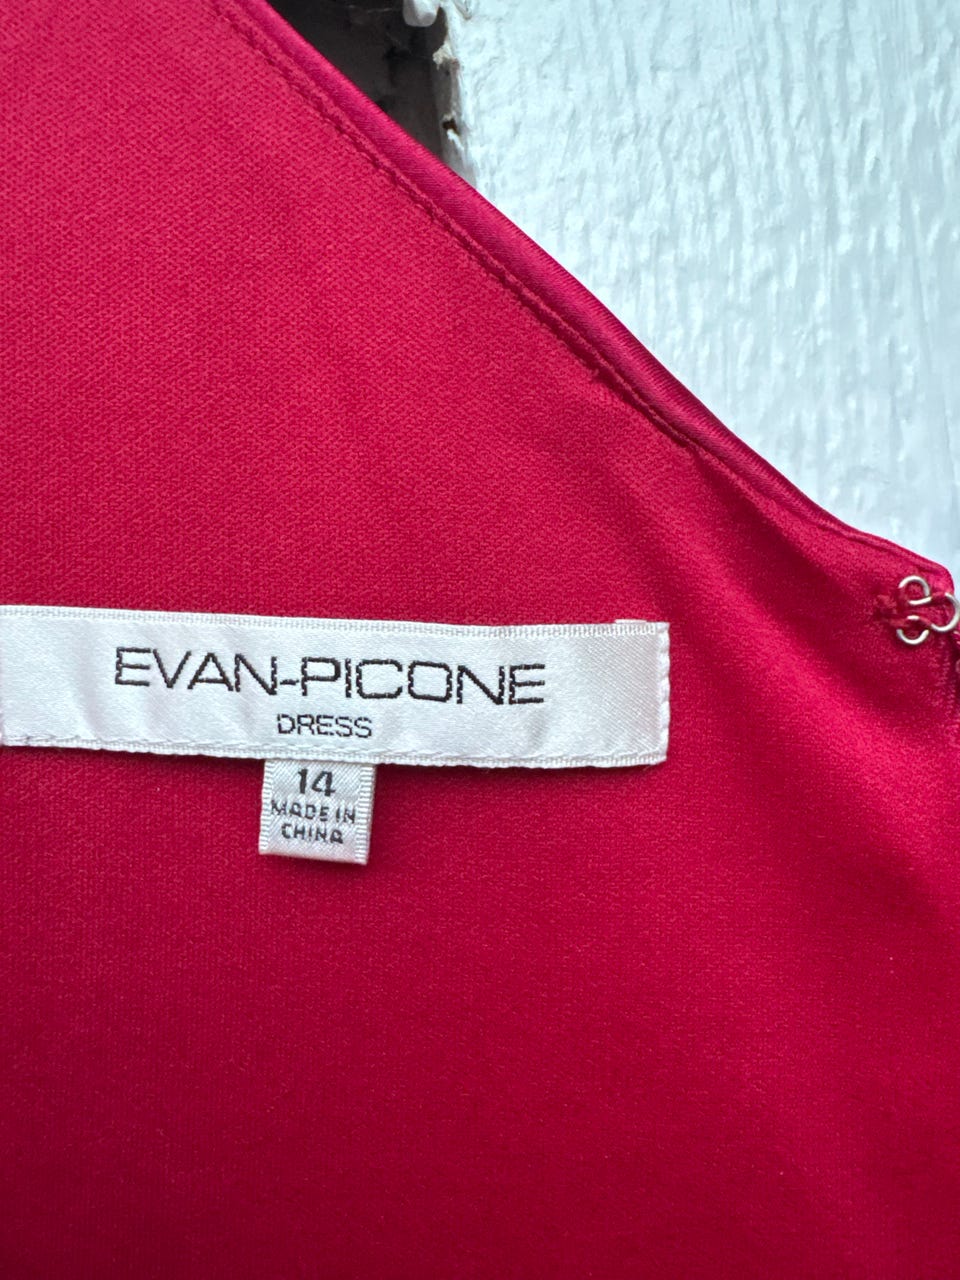 EVAN-PICONE
DRESS
14
MADE IN
CHINA